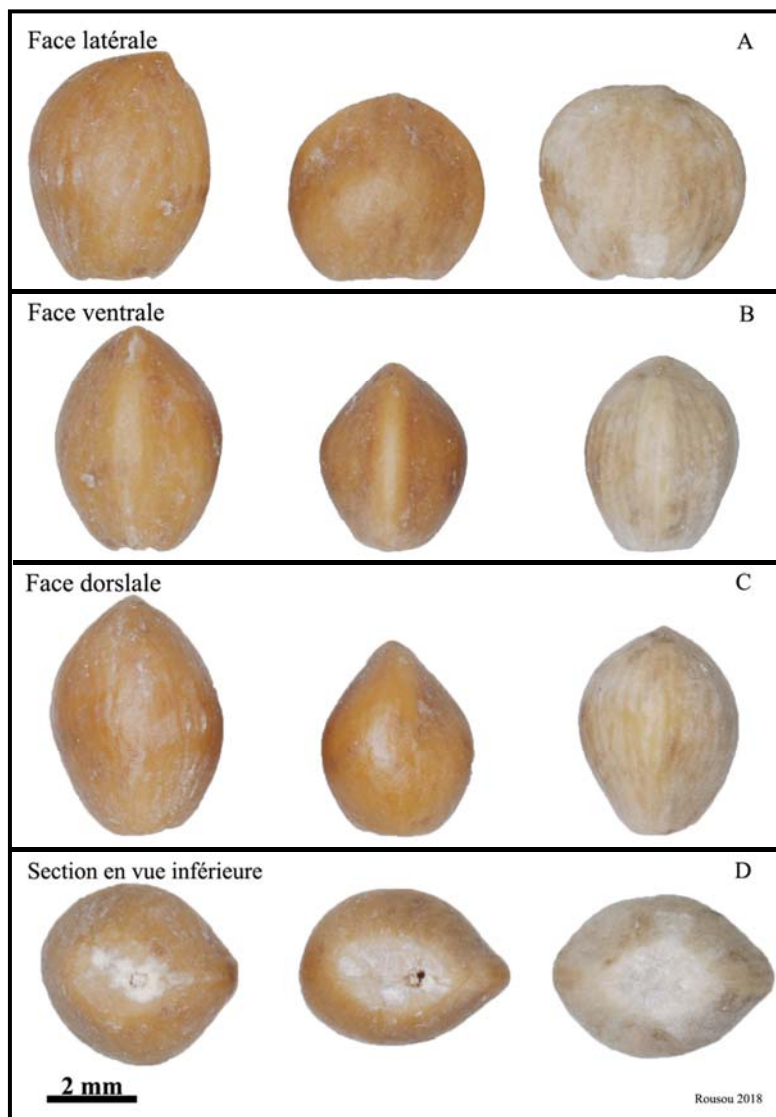 Face latérale A
Face ventrale B
Face dorslale C
Section en vue inférieure D
2 mm
Rousou 2018